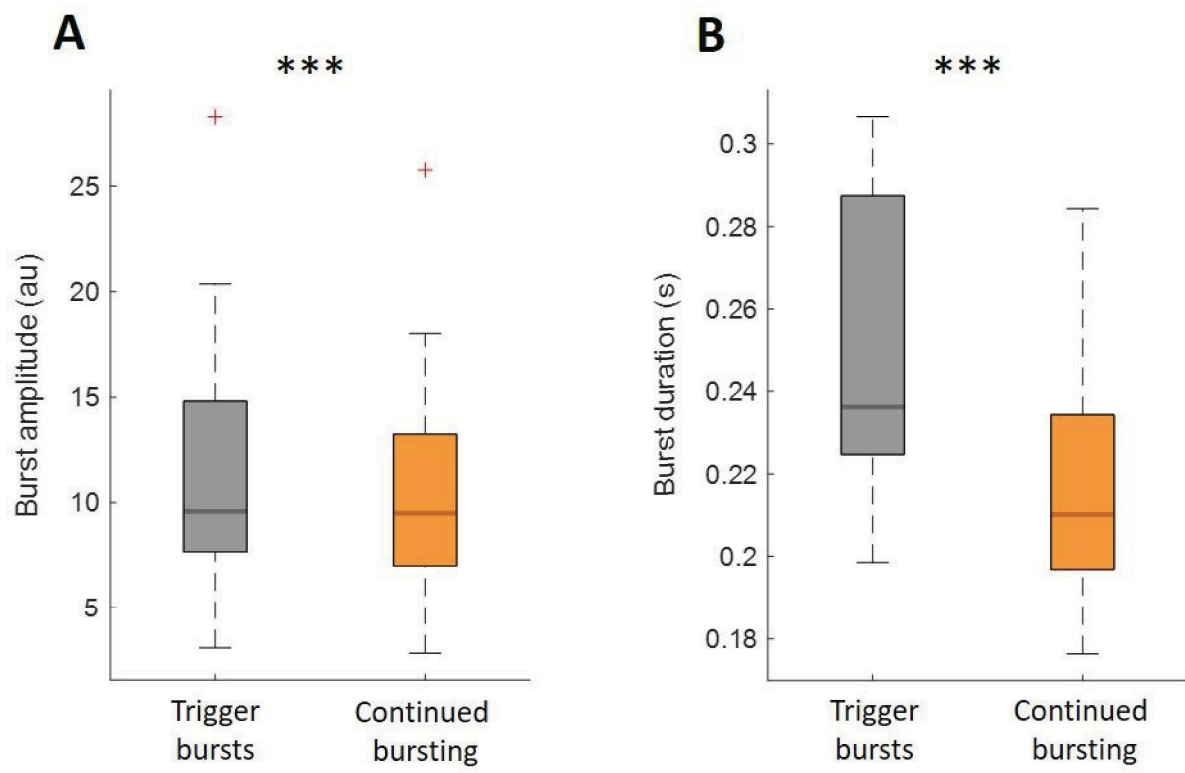 A
***
Burst amplitude (au)
25
20
15
10
5
Trigger
bursts
Continued
bursting
B
***
Burst duration (s)
0.3
0.28
0.26
0.24
0.22
0.2
0.18
Trigger
bursts
Continued
bursting